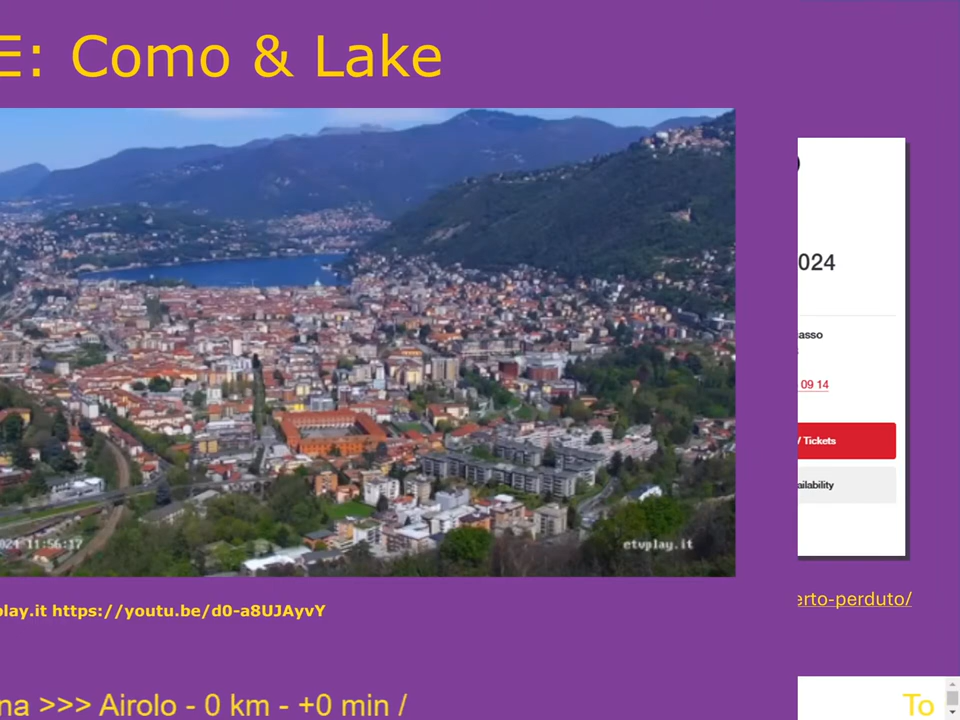 E: Como & Lake
)
024
asso
09 14
/ Tickets
ailability
024 11:56:17
etvplay.it
erto-perduto/
play.it https://youtu.be/d0-a8UJAyvY
na >>> Airolo - 0 km - +0 min /
To